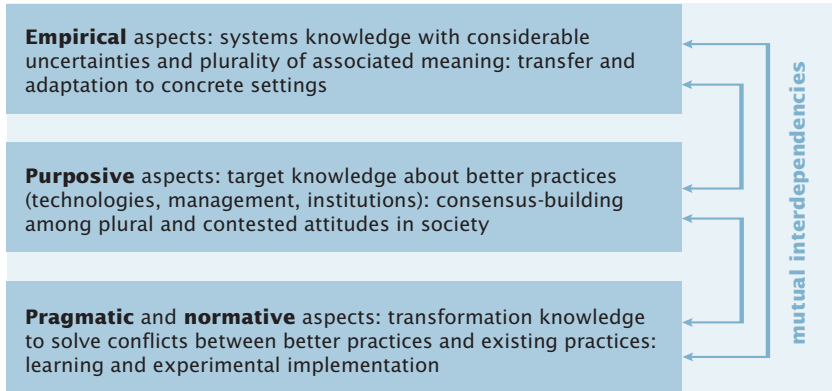 Empirical aspects: systems knowledge with considerable
uncertainties and plurality of associated meaning: transfer and
adaptation to concrete settings
Purposive aspects: target knowledge about better practices
(technologies, management, institutions): consensus-building
among plural and contested attitudes in society
Pragmatic and normative aspects: transformation knowledge
to solve conflicts between better practices and existing practices:
learning and experimental implementation
mutual interdependencies